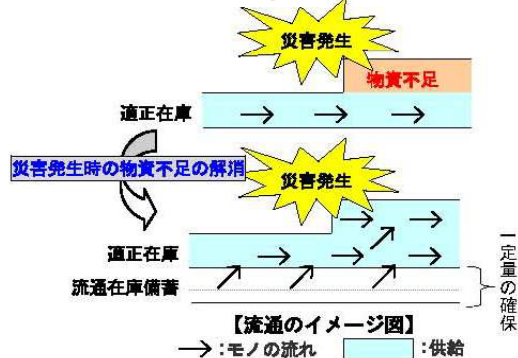 災害発生
物資不足
適正在庫
災害発生時の物資不足の解消
災害発生
適正在庫
流通在庫備蓄
一定量の確保
【流通のイメージ図】
→:モノの流れ :供給